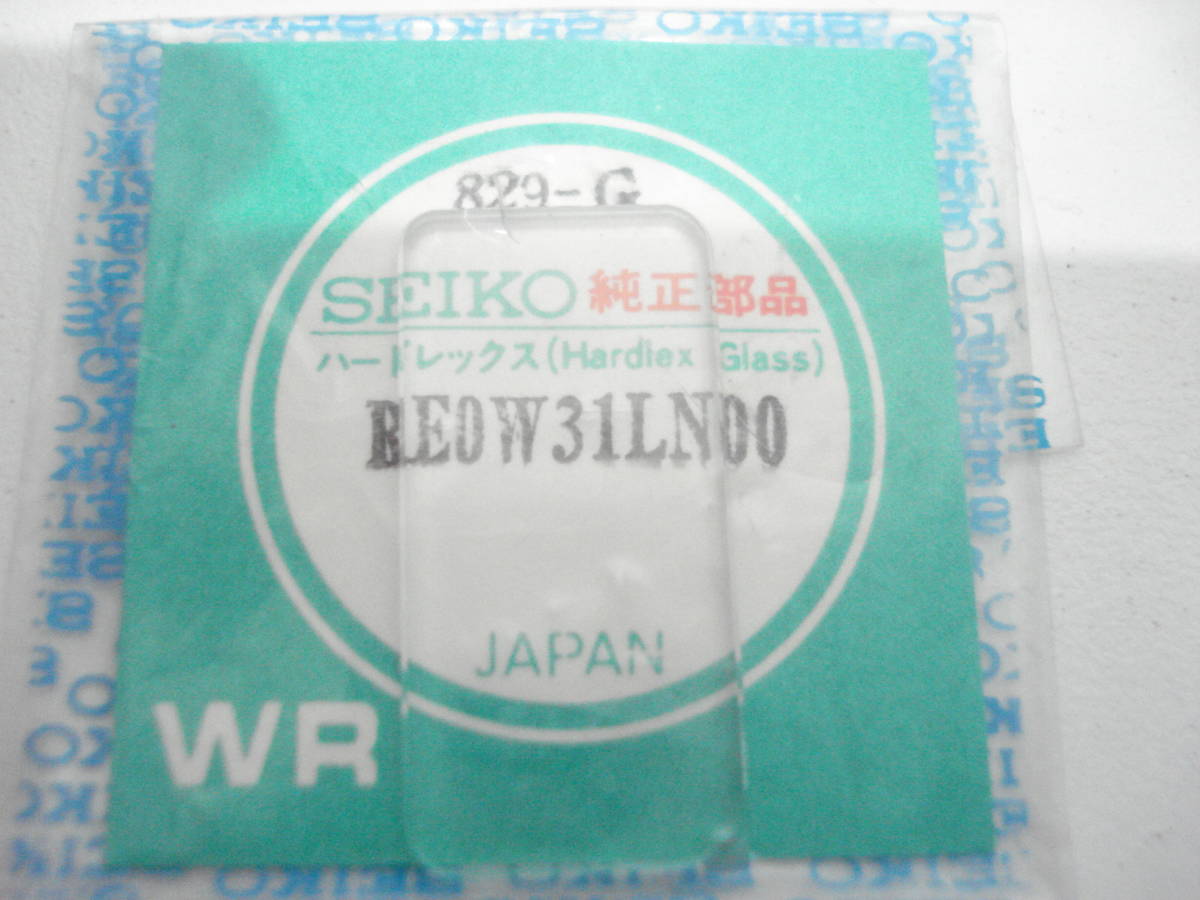 829-G
SEIKO 純正部品
ハードレックス(Hardlex Glass)
RE0W31LN00
JAPAN
WR